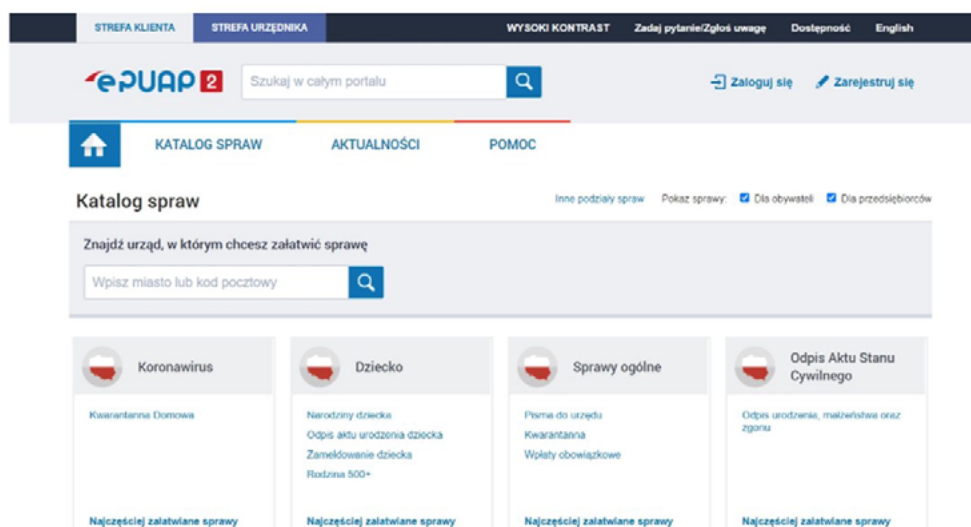 STREFA KLIENTA STREFA URZĘDNIKA WYSOKI KONTRAST Zadaj pytanie/Zgłoś uwagę Dostępność English
ePUAP 2 Szukaj w całym portalu Zaloguj się Zarejestruj się
KATALOG SPRAW AKTUALNOŚCI POMOC
Katalog spraw Inne podziały spraw Pokaz sprawy: Dla obywateli Dla przedsiębiorców
Znajdź urząd, w którym chcesz załatwić sprawę
Wpisz miasto lub kod pocztowy
Koronawirus
Kwarantanna Domowa
Najczęściej załatwiane sprawy
Dziecko
Narodziny dziecka
Odpis aktu urodzenia dziecka
Zameldowanie dziecka
Rodzina 500+
Najczęściej załatwiane sprawy
Sprawy ogólne
Pisma do urzędu
Kwarantanna
Wpłaty obowiązkowe
Najczęściej załatwiane sprawy
Odpis Aktu Stanu
Cywilnego
Odpis urodzenia, małżeństwa oraz
zgonu
Najczęściej załatwiane sprawy